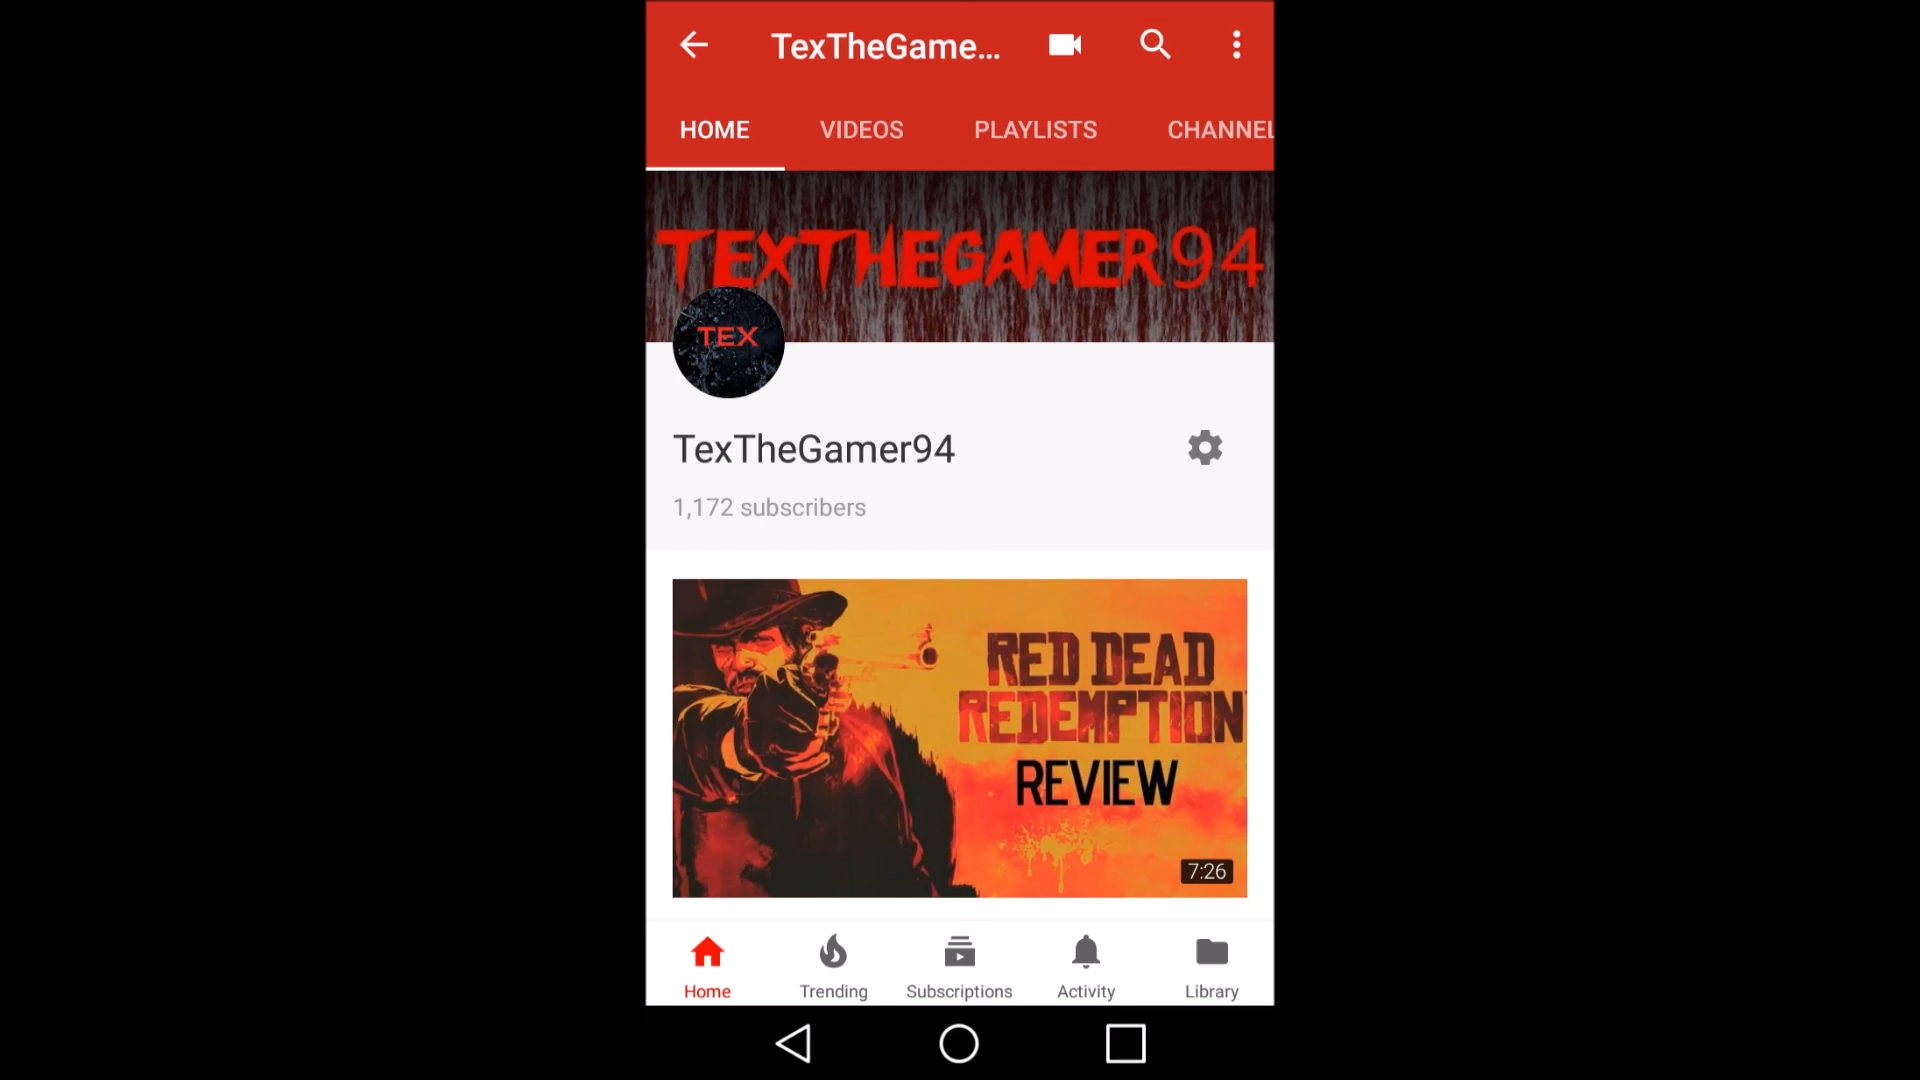 TexTheGame...
HOME VIDEOS PLAYLISTS CHANNEL
TEXTHEGAMER94
TEX
TexTheGamer94
1,172 subscribers
RED DEAD
REDEMPTION
REVIEW
7:26
Home Trending Subscriptions Activity Library